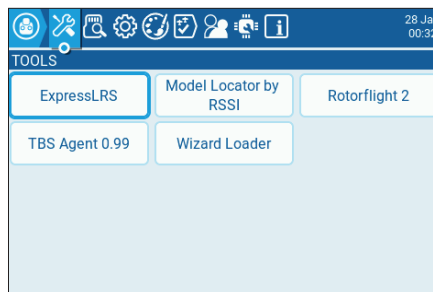 28 Ja
00:32
TOOLS
ExpressLRS
Model Locator by
RSSI
Rotorflight 2
TBS Agent 0.99
Wizard Loader